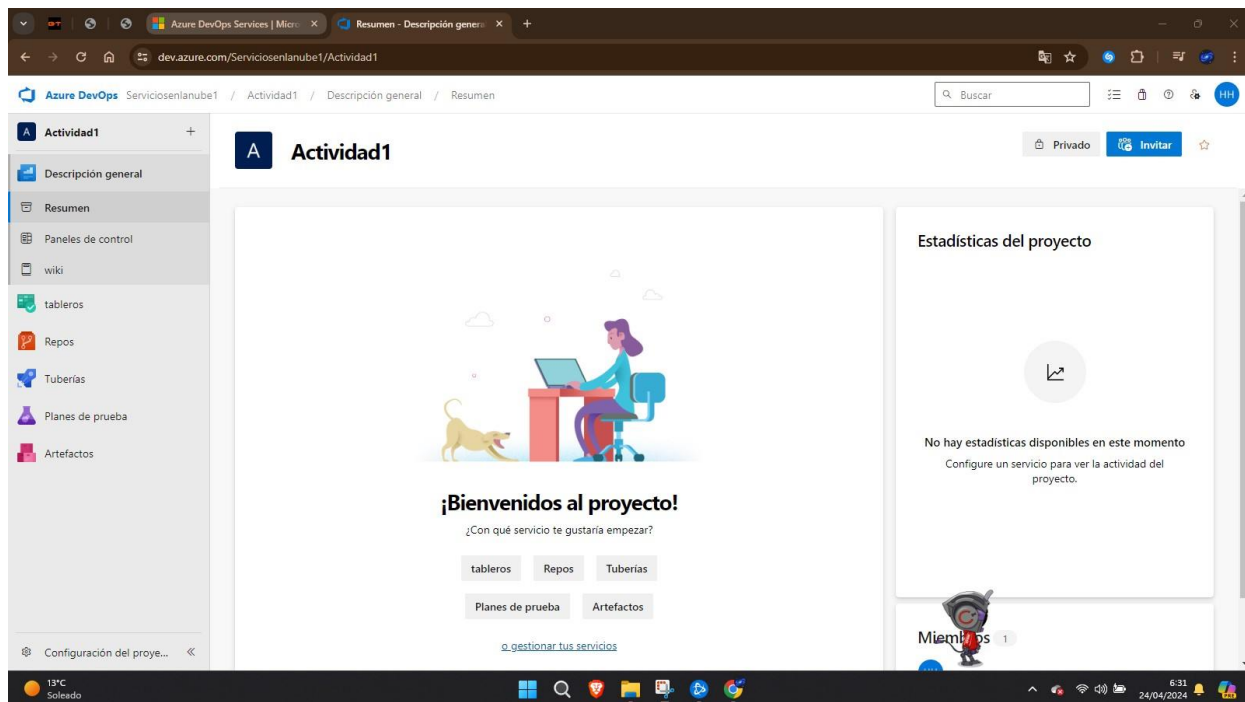 Azure DevOps Services | Micro
Resumen - Descripción genera
dev.azure.com/Serviciosenlanube1/Actividad1
Azure DevOps Serviciosenlanube1 / Actividad1 / Descripción general / Resumen
Buscar
HH
A Actividad1 +
Descripción general
Resumen
Paneles de control
wiki
tableros
Repos
Tuberías
Planes de prueba
Artefactos
Configuración del proye...
A Actividad1
Privado
Invitar
¡Bienvenidos al proyecto!
¿Con qué servicio te gustaría empezar?
tableros Repos Tuberías
Planes de prueba Artefactos
o gestionar tus servicios
Estadísticas del proyecto
No hay estadísticas disponibles en este momento
Configure un servicio para ver la actividad del
proyecto.
Miembros 1
HH
13°C
Soleado
6:31
24/04/2024